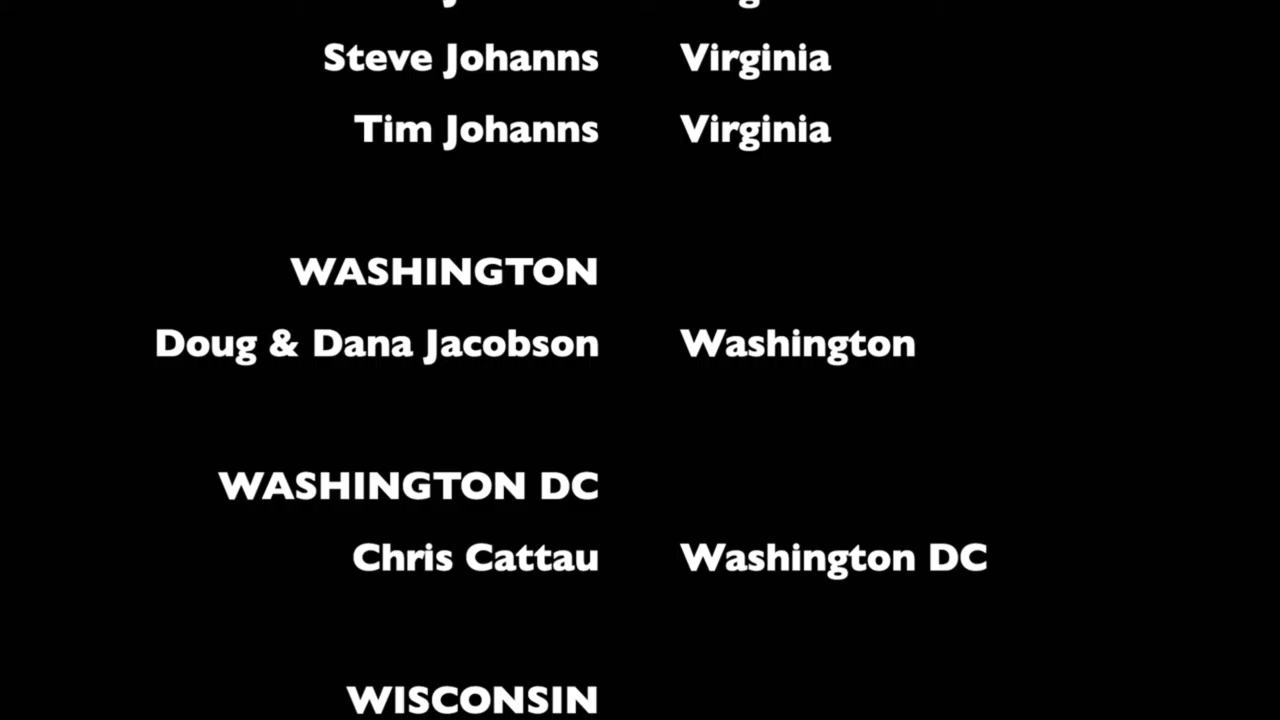 Steve Johanns Virginia
Tim Johanns Virginia
WASHINGTON
Doug & Dana Jacobson Washington
WASHINGTON DC
Chris Cattau Washington DC
WISCONSIN